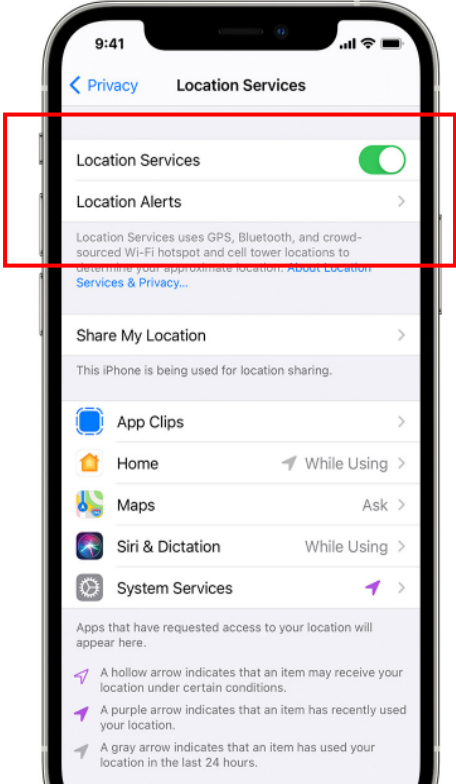 9:41
Privacy Location Services
Location Services
Location Alerts
Location Services uses GPS, Bluetooth, and crowd-
sourced Wi-Fi hotspot and cell tower locations to
determine your approximate location. About Location
Services & Privacy...
Share My Location
This iPhone is being used for location sharing.
App Clips
Home While Using
Maps Ask
Siri & Dictation While Using
System Services
Apps that have requested access to your location will
appear here.
A hollow arrow indicates that an item may receive your
location under certain conditions.
A purple arrow indicates that an item has recently used
your location.
A gray arrow indicates that an item has used your
location in the last 24 hours.